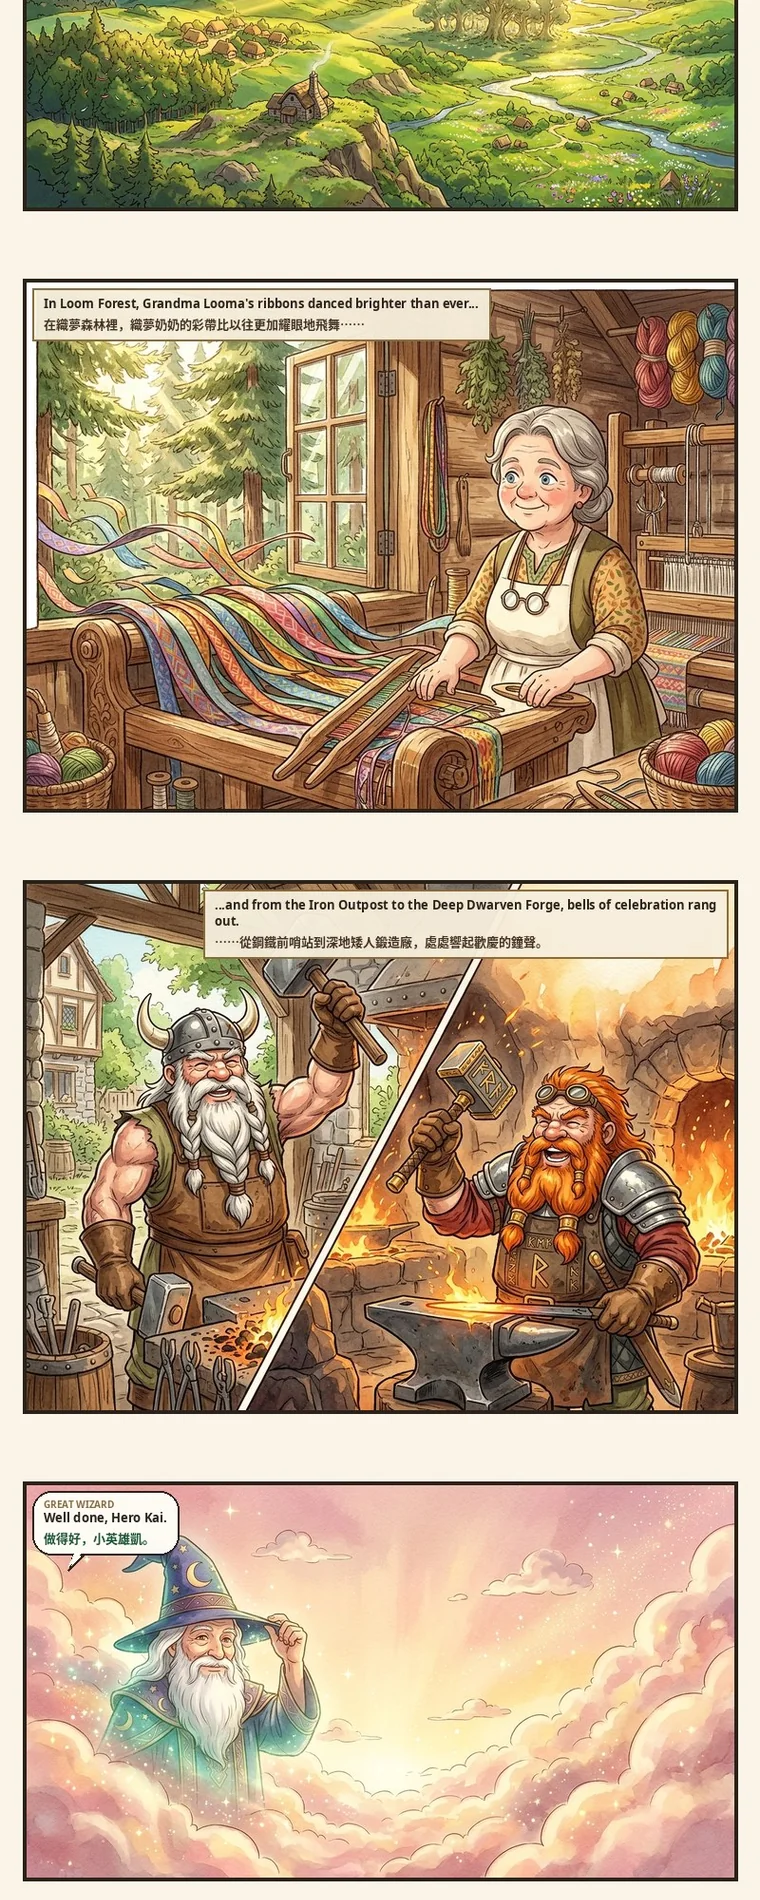 In Loom Forest, Grandma Looma's ribbons danced brighter than ever...
在織夢森林裡，織夢奶奶的彩帶比以往更加耀眼地飛舞⋯⋯
...and from the Iron Outpost to the Deep Dwarven Forge, bells of celebration rang
out.
⋯⋯從鋼鐵前哨站到深地矮人鍛造廠，處處響起歡慶的鐘聲。
GREAT WIZARD
Well done, Hero Kai.
做得好，小英雄凱。